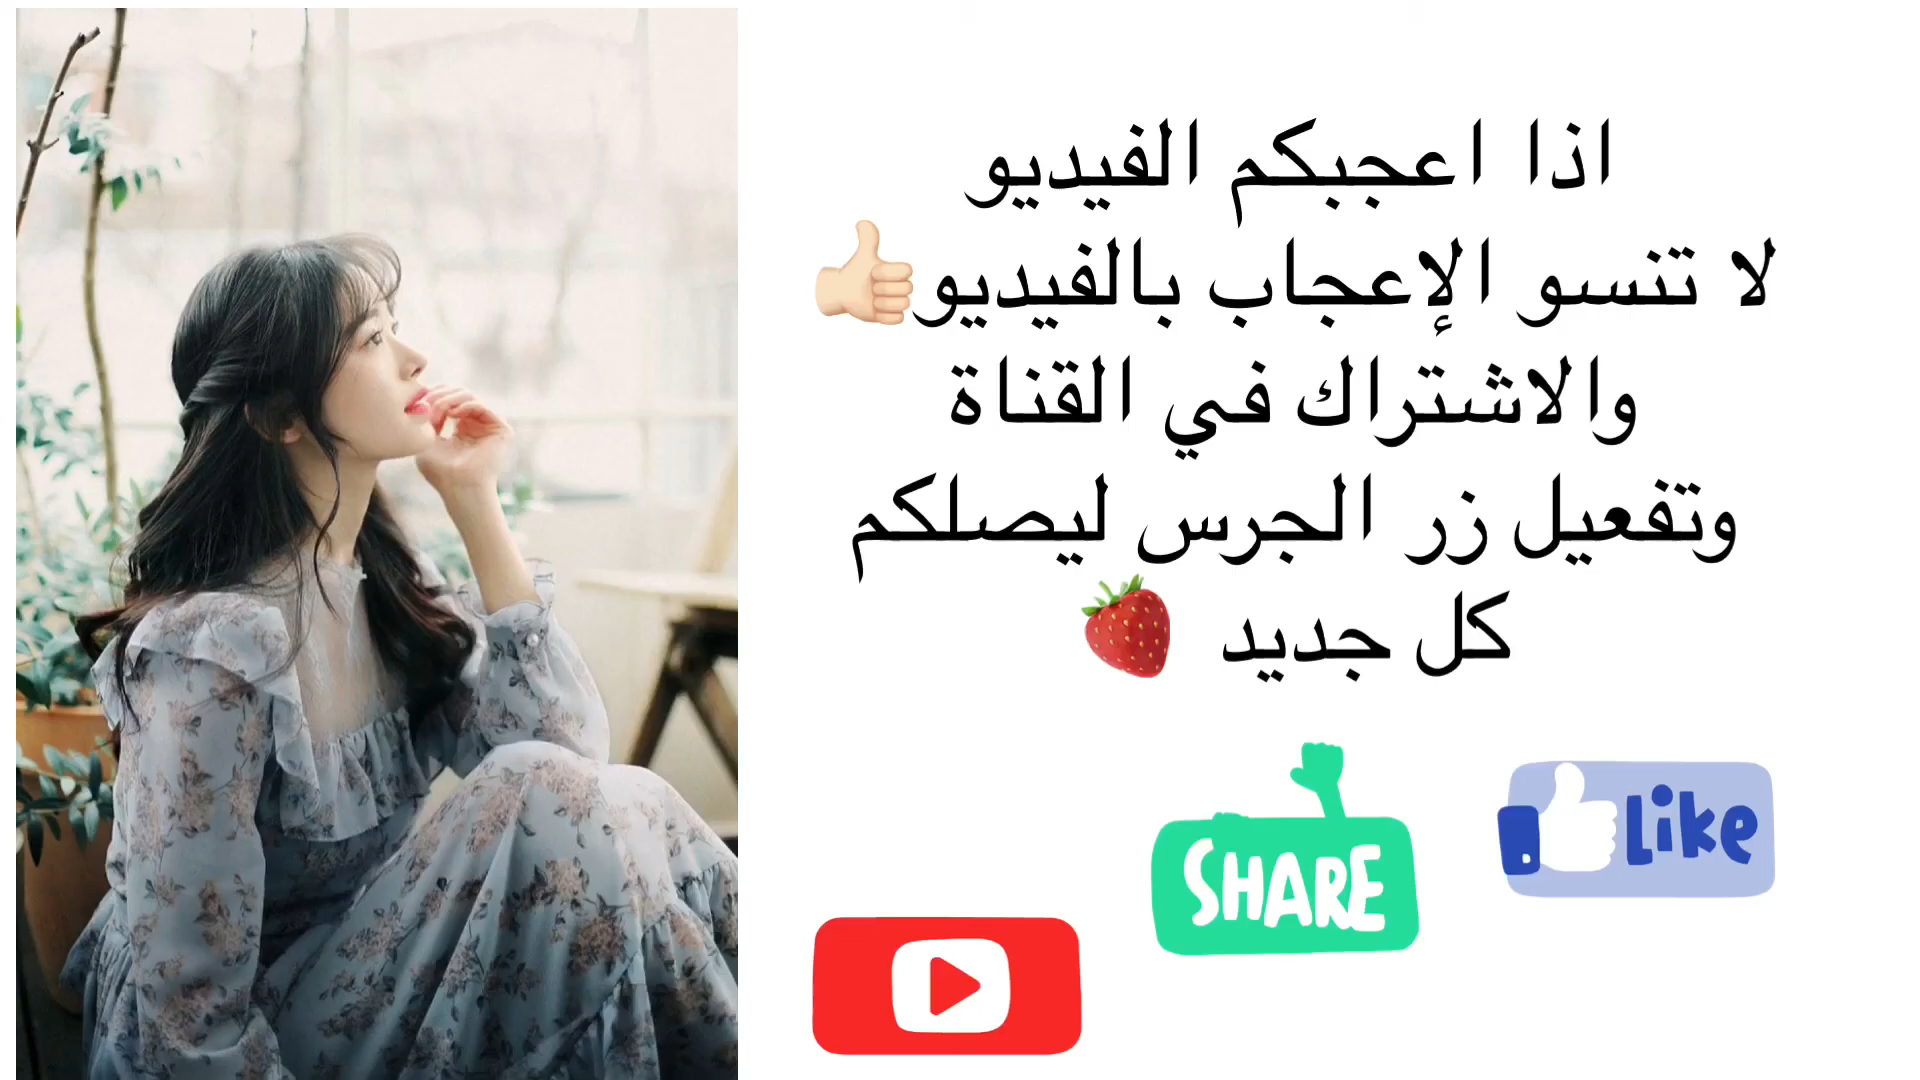 اذا اعجبكم الفيديو
لا تنسو الإعجاب بالفيديو👍🏻
والاشتراك في القناة
وتفعيل زر الجرس ليصلكم
كل جديد 🍓
SHARE
Like